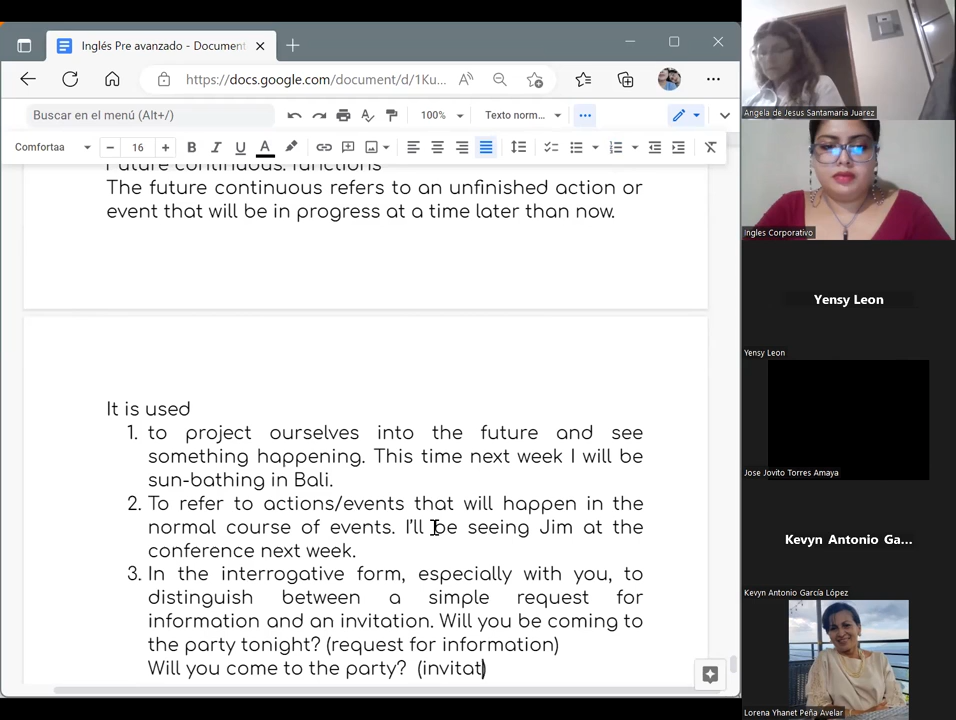 Inglés Pre avanzado - Document
https://docs.google.com/document/d/1Ku...
Buscar en el menú (Alt+/)
100%
Texto norm...
Comfortaa
16
Future continuous: functions
The future continuous refers to an unfinished action or
event that will be in progress at a time later than now.
It is used
1. to project ourselves into the future and see
something happening. This time next week I will be
sun-bathing in Bali.
2. To refer to actions/events that will happen in the
normal course of events. I'll be seeing Jim at the
conference next week.
3. In the interrogative form, especially with you, to
distinguish between a simple request for
information and an invitation. Will you be coming to
the party tonight? (request for information)
Will you come to the party? (invitat)
Angela de Jesus Santamaria Juarez
Ingles Corporativo
Yensy Leon
Yensy Leon
Jose Jovito Torres Amaya
Kevyn Antonio Ga...
Kevyn Antonio García López
Lorena Yhanet Peña Avelar